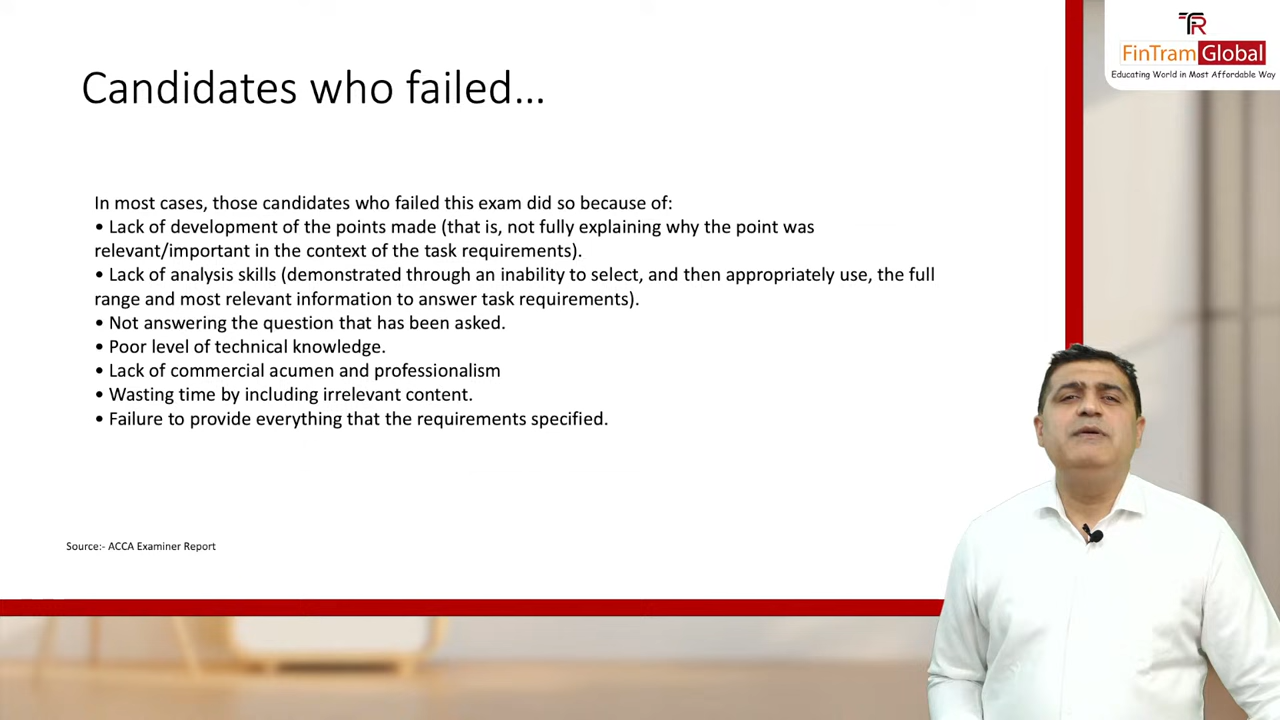 FR
FinTram Global
Educating World in Most Affordable Way
Candidates who failed...
In most cases, those candidates who failed this exam did so because of:
• Lack of development of the points made (that is, not fully explaining why the point was
relevant/important in the context of the task requirements).
• Lack of analysis skills (demonstrated through an inability to select, and then appropriately use, the full
range and most relevant information to answer task requirements).
• Not answering the question that has been asked.
• Poor level of technical knowledge.
• Lack of commercial acumen and professionalism
• Wasting time by including irrelevant content.
• Failure to provide everything that the requirements specified.
Source:- ACCA Examiner Report